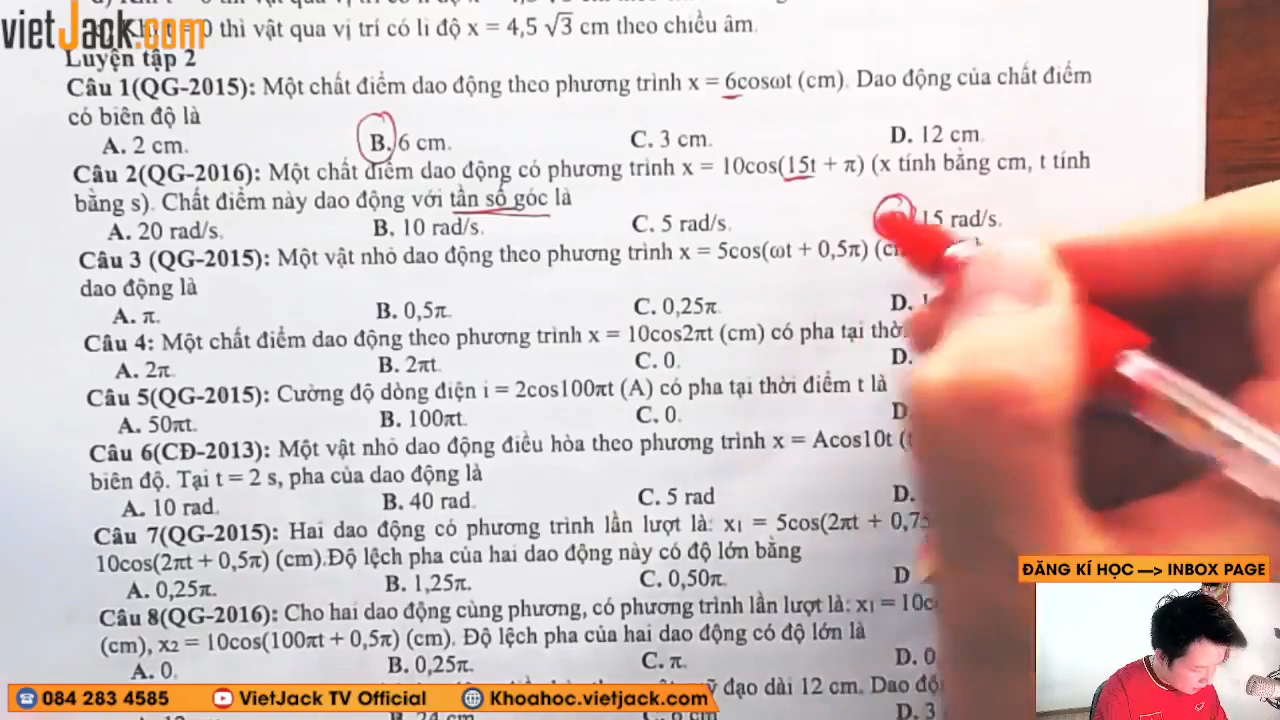 vietJack.com
0 thì vật qua vị trí có li độ x = 4,5 √3 cm theo chiều âm.
Luyện tập 2
Câu 1(QG-2015): Một chất điểm dao động theo phương trình x = 6cosωt (cm). Dao động của chất điểm
có biên độ là
A. 2 cm. B. 6 cm. C. 3 cm. D. 12 cm.
Câu 2(QG-2016): Một chất điểm dao động có phương trình x = 10cos(15t + π) (x tính bằng cm, t tính
bằng s). Chất điểm này dao động với tần số góc là
A. 20 rad/s. B. 10 rad/s. C. 5 rad/s. 15 rad/s.
Câu 3 (QG-2015): Một vật nhỏ dao động theo phương trình x = 5cos(ωt + 0,5π)
dao động là
A. π. B. 0,5π. C. 0,25π. D.
Câu 4: Một chất điểm dao động theo phương trình x = 10cos2πt (cm) có pha tại
A. 2π. B. 2πt. C. 0. D.
Câu 5(QG-2015): Cường độ dòng điện i = 2cos100πt (A) có pha tại thời điểm t là
A. 50πt. B. 100πt. C. 0. D
Câu 6(CĐ-2013): Một vật nhỏ dao động điều hòa theo phương trình x = Acos10t
biên độ. Tại t = 2 s, pha của dao động là
A. 10 rad. B. 40 rad. C. 5 rad D.
Câu 7(QG-2015): Hai dao động có phương trình lần lượt là: x₁ = 5cos(2πt + 0,75
10cos(2πt + 0,5π) (cm).Độ lệch pha của hai dao động này có độ lớn bằng
A. 0,25π. B. 1,25π. C. 0,50π. D
Câu 8(QG-2016): Cho hai dao động cùng phương, có phương trình lần lượt là: x₁ = 10c
(cm), x₂ = 10cos(100πt + 0,5π) (cm). Độ lệch pha của hai dao động có độ lớn là
A. 0. B. 0,25π. C. π. D. 0
đạo dài 12 cm. Dao
B. 24 cm D. 3
ĐĂNG KÍ HỌC —> INBOX PAGE
084 283 4585 VietJack TV Official Khoahoc.vietjack.com